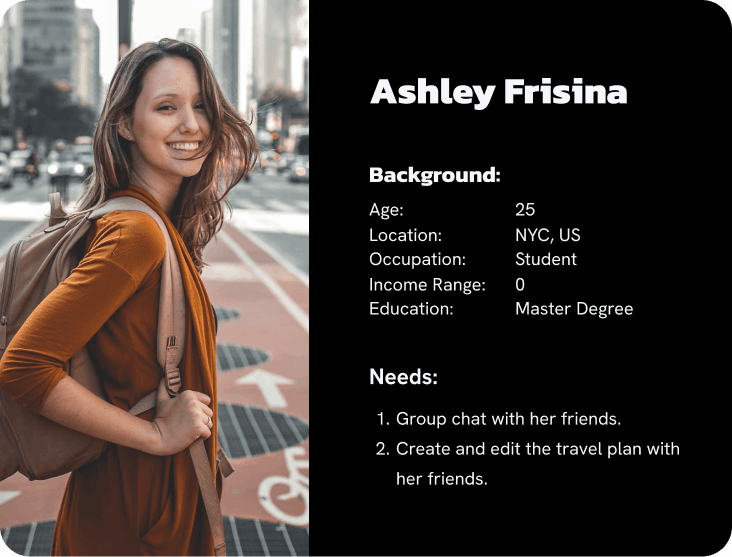 Ashley Frisina
Background:
Age: 25
Location: NYC, US
Occupation: Student
Income Range: 0
Education: Master Degree
Needs:
1. Group chat with her friends.
2. Create and edit the travel plan with
her friends.